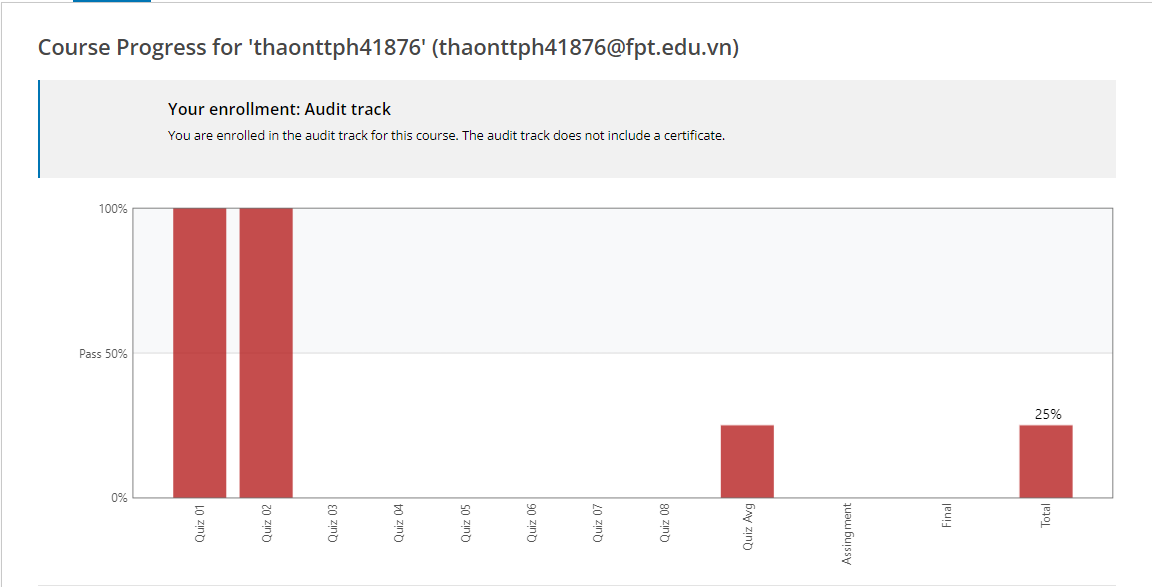 Course Progress for 'thaonttph41876' (thaonttph41876@fpt.edu.vn)
Your enrollment: Audit track
You are enrolled in the audit track for this course. The audit track does not include a certificate.
100%
Pass 50%
0%
25%
Quiz 01
Quiz 02
Quiz 03
Quiz 04
Quiz 05
Quiz 06
Quiz 07
Quiz 08
Quiz Avg
Assingment
Final
Total